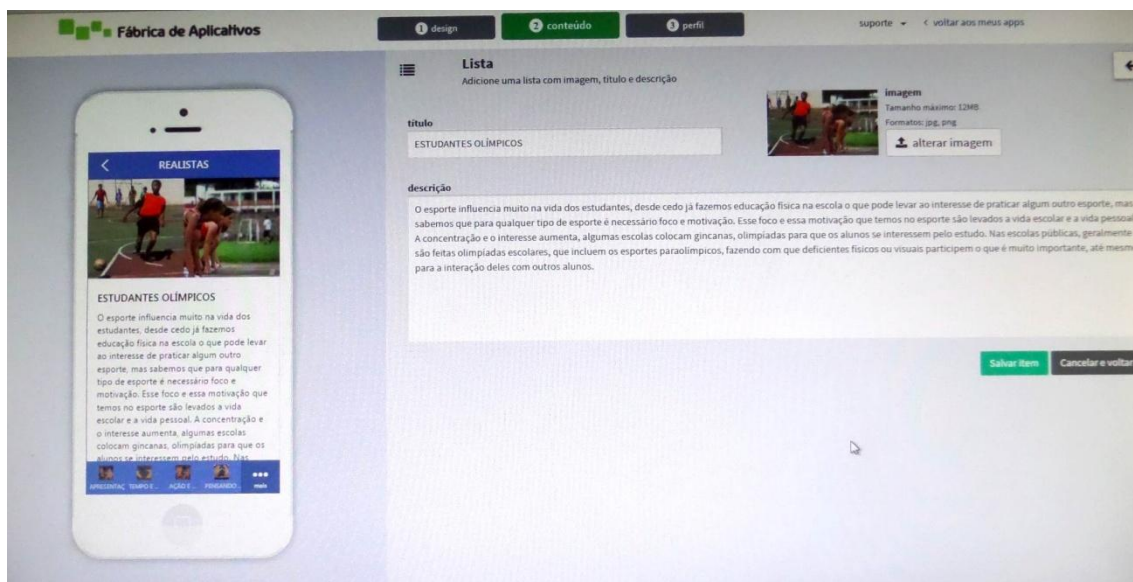 Fábrica de Aplicativos
1 design
2 conteúdo
3 perfil
suporte
< voltar aos meus apps
Lista
Adicione uma lista com imagem, título e descrição
título
ESTUDANTES OLÍMPICOS
imagem
Tamanho máximo: 12MB
Formatos: jpg, png
alterar imagem
descrição
O esporte influencia muito na vida dos estudantes, desde cedo já fazemos educação física na escola o que pode levar ao interesse de praticar algum outro esporte, mas
sabemos que para qualquer tipo de esporte é necessário foco e motivação. Esse foco e essa motivação que temos no esporte são levados a vida escolar e a vida pessoal
A concentração e o interesse aumenta, algumas escolas colocam gincanas, olimpíadas para que os alunos se interessem pelo estudo. Nas escolas públicas, geralmente
são feitas olimpíadas escolares, que incluem os esportes paraolímpicos, fazendo com que deficientes físicos ou visuais participem o que é muito importante, até mesm
para a interação deles com outros alunos.
Salvar item
Cancelar e voltar
REALISTAS
ESTUDANTES OLÍMPICOS
O esporte influencia muito na vida dos
estudantes, desde cedo já fazemos
educação física na escola o que pode levar
ao interesse de praticar algum outro
esporte, mas sabemos que para qualquer
tipo de esporte é necessário foco e
motivação. Esse foco e essa motivação que
temos no esporte são levados a vida
escolar e a vida pessoal. A concentração e
o interesse aumenta, algumas escolas
colocam gincanas, olimpíadas para que os
alunos se interessem pelo estudo. Nas
APRESENTAÇ TEMPO E ... AÇÃO E ... PENSANDO ... mais